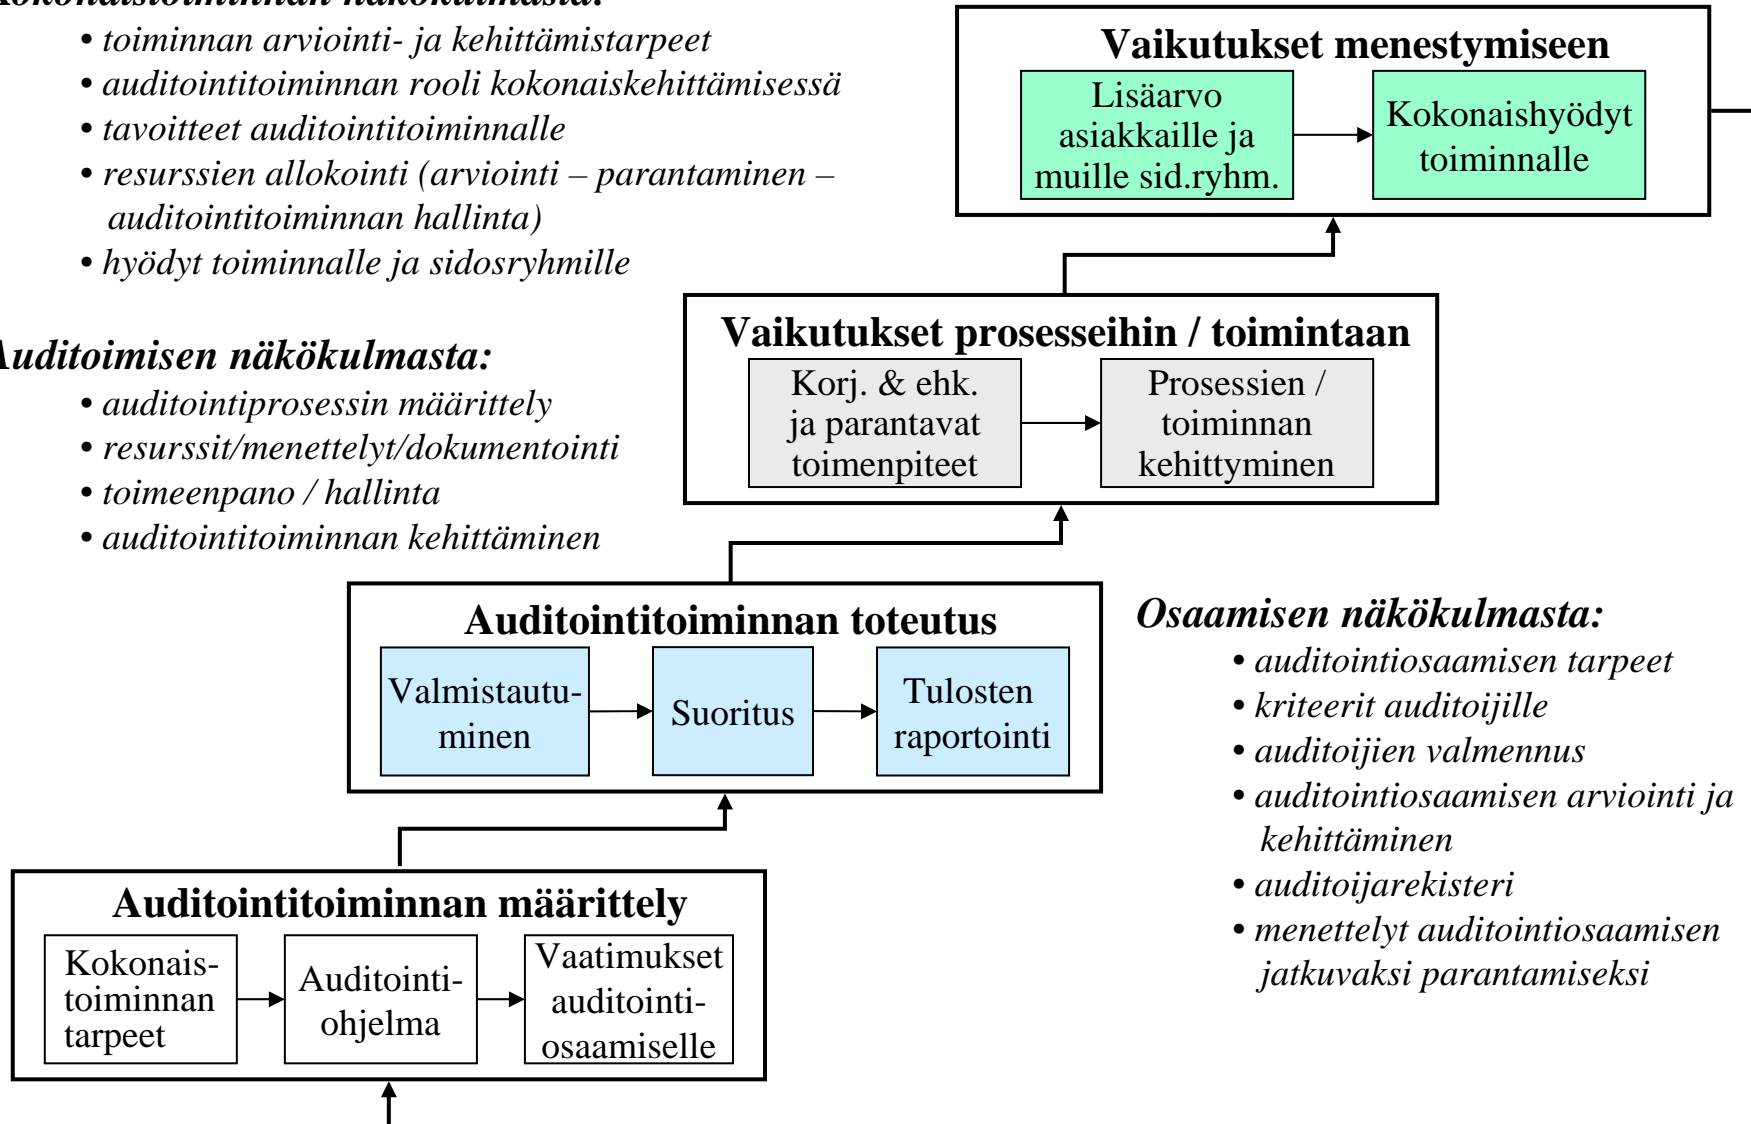 kokonaistoiminnan näkökulmasta:
• toiminnan arviointi- ja kehittämistarpeet
• auditointitoiminnan rooli kokonaiskehittämisessä
• tavoitteet auditointitoiminnalle
• resurssien allokointi (arviointi – parantaminen –
auditointitoiminnan hallinta)
• hyödyt toiminnalle ja sidosryhmille
Auditoimisen näkökulmasta:
• auditointiprosessin määrittely
• resurssit/menettelyt/dokumentointi
• toimeenpano / hallinta
• auditointitoiminnan kehittäminen
Vaikutukset menestymiseen
Lisäarvo
asiakkaille ja
muille sid.ryhm.
Kokonaishyödyt
toiminnalle
Vaikutukset prosesseihin / toimintaan
Korj. & ehk.
ja parantavat
toimenpiteet
Prosessien /
toiminnan
kehittyminen
Auditointitoiminnan toteutus
Valmistautu-
minen
Suoritus
Tulosten
raportointi
Osaamisen näkökulmasta:
• auditointiosaamisen tarpeet
• kriteerit auditoijille
• auditoijien valmennus
• auditointiosaamisen arviointi ja
kehittäminen
• auditoijarekisteri
• menettelyt auditointiosaamisen
jatkuvaksi parantamiseksi
Auditointitoiminnan määrittely
Kokonais-
toiminnan
tarpeet
Auditointi-
ohjelma
Vaatimukset
auditointi-
osaamiselle